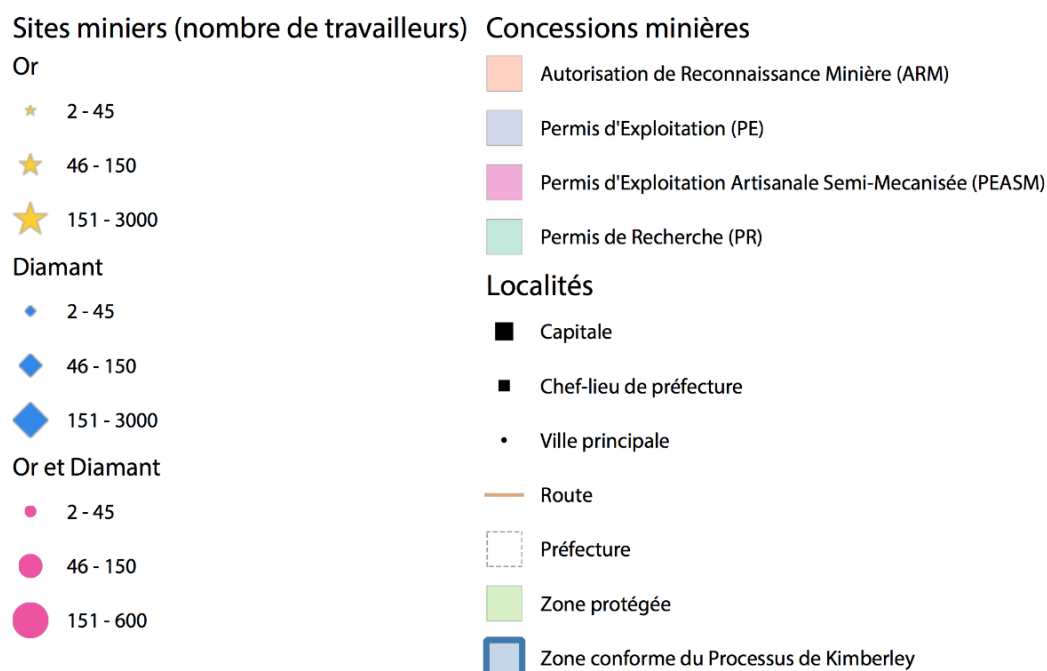 Sites miniers (nombre de travailleurs)
Or
2 - 45
46 - 150
151 - 3000
Diamant
2 - 45
46 - 150
151 - 3000
Or et Diamant
2 - 45
46 - 150
151 - 600
Concessions minières
Autorisation de Reconnaissance Minière (ARM)
Permis d'Exploitation (PE)
Permis d'Exploitation Artisanale Semi-Mecanisée (PEASM)
Permis de Recherche (PR)
Localités
Capitale
Chef-lieu de préfecture
Ville principale
Route
Préfecture
Zone protégée
Zone conforme du Processus de Kimberley